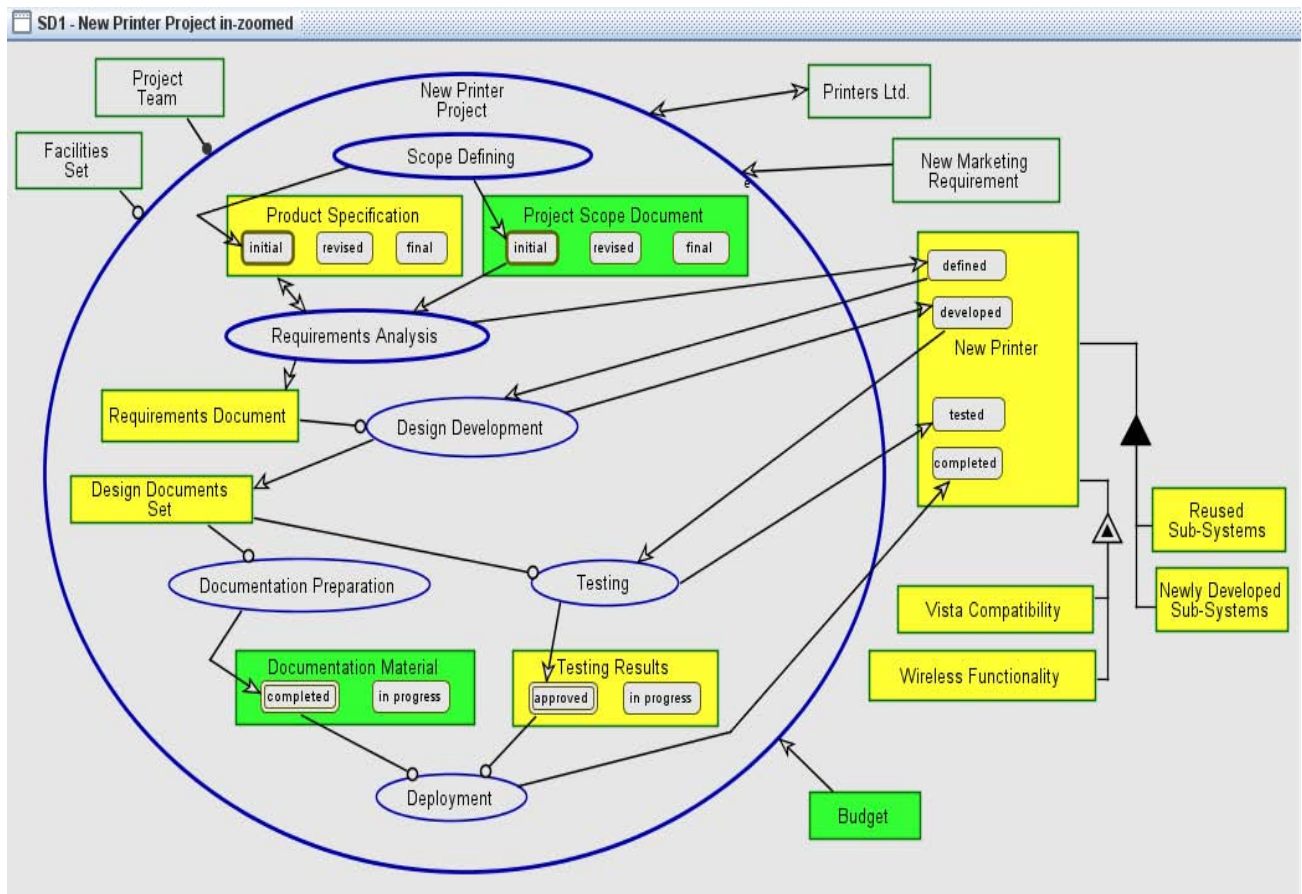 SD1 - New Printer Project in-zoomed
Project
Team
New Printer
Project
Printers Ltd.
Facilities
Set
Scope Defining
New Marketing
Requirement
e
Product Specification
initial
revised
final
Project Scope Document
initial
revised
final
defined
developed
New Printer
tested
completed
Requirements Analysis
Requirements Document
Design Development
Design Documents
Set
Reused
Sub-Systems
Newly Developed
Sub-Systems
Documentation Preparation
Testing
Vista Compatibility
Wireless Functionality
Documentation Material
completed
in progress
Testing Results
approved
in progress
Deployment
Budget